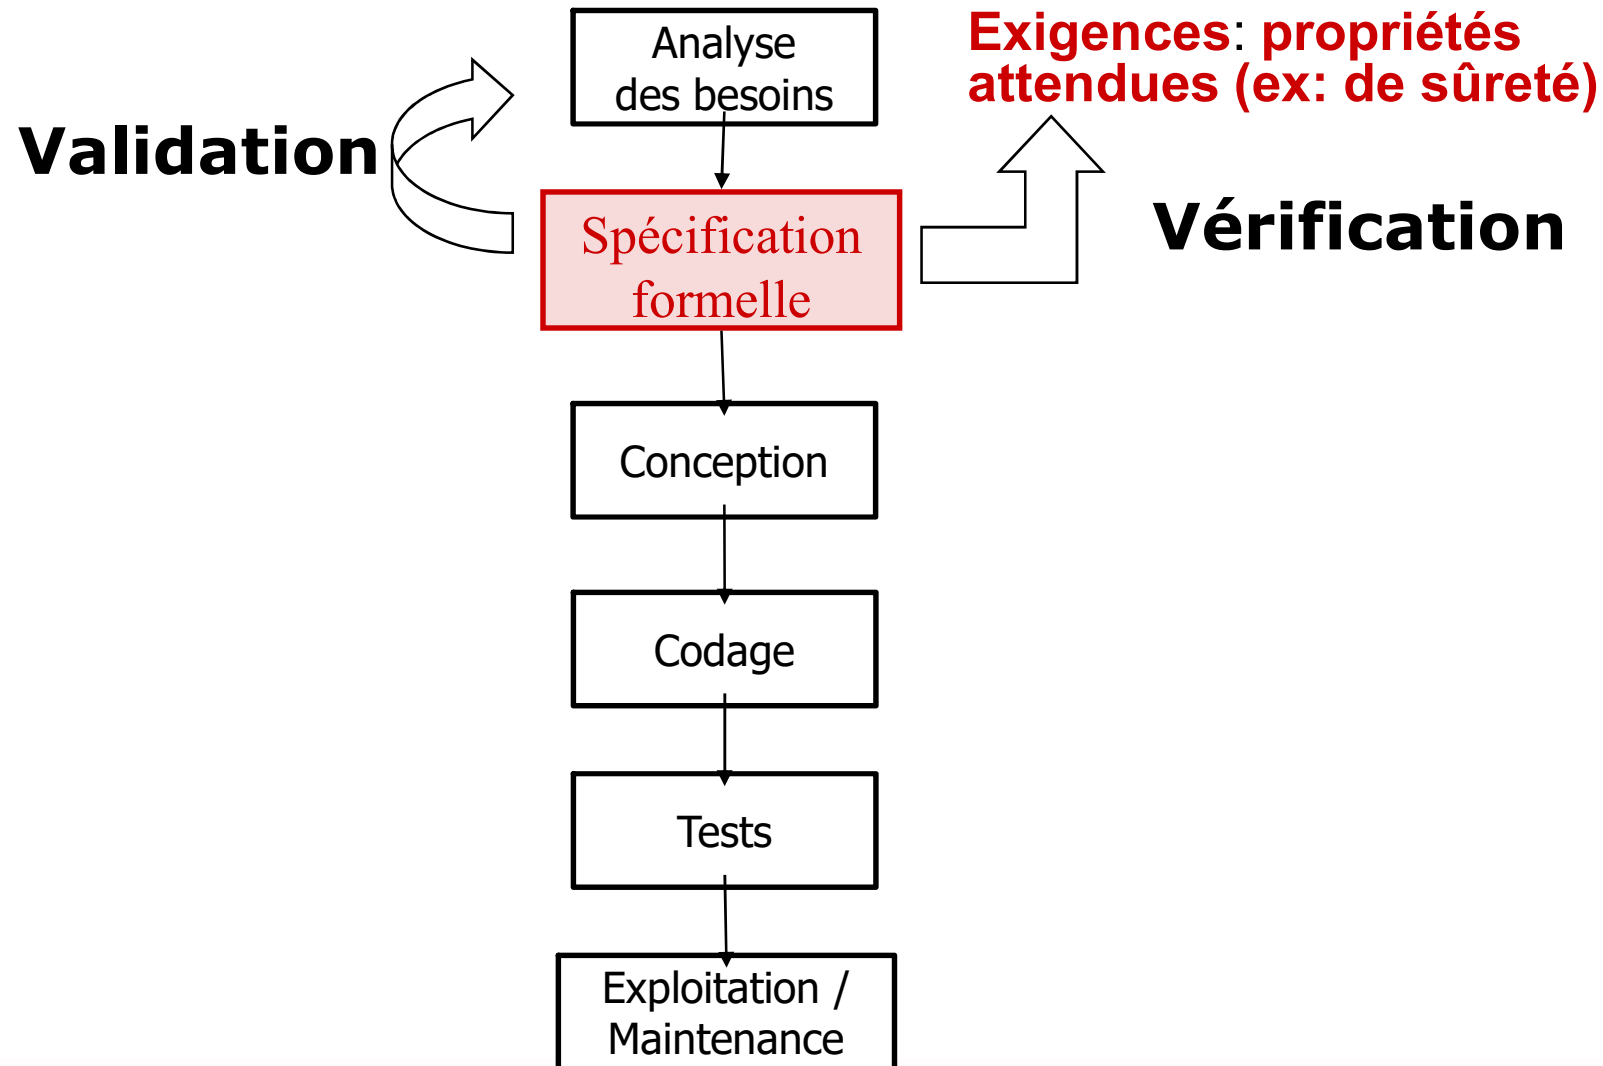 Analyse
des besoins
Exigences: propriétés
attendues (ex: de sûreté)
Validation
Spécification
formelle
Vérification
Conception
Codage
Tests
Exploitation /
Maintenance